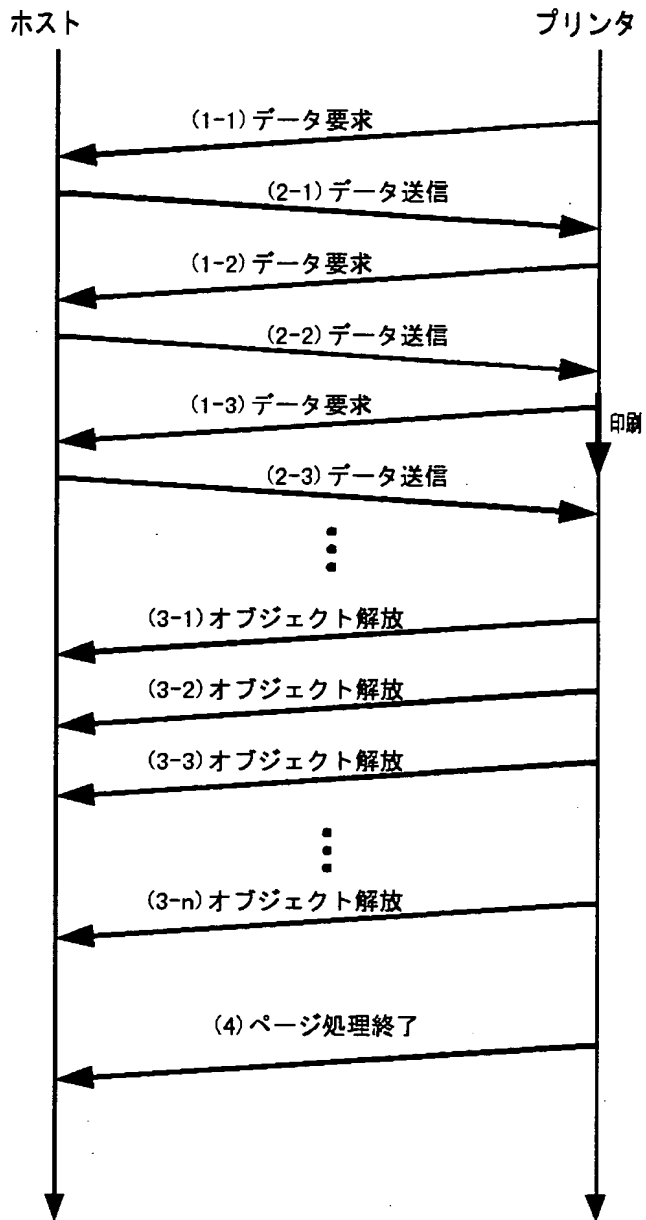 ホスト
プリンタ
(1-1)データ要求
(2-1)データ送信
(1-2)データ要求
(2-2)データ送信
(1-3)データ要求
印刷
(2-3)データ送信
(3-1)オブジェクト解放
(3-2)オブジェクト解放
(3-3)オブジェクト解放
(3-n)オブジェクト解放
(4)ページ処理終了